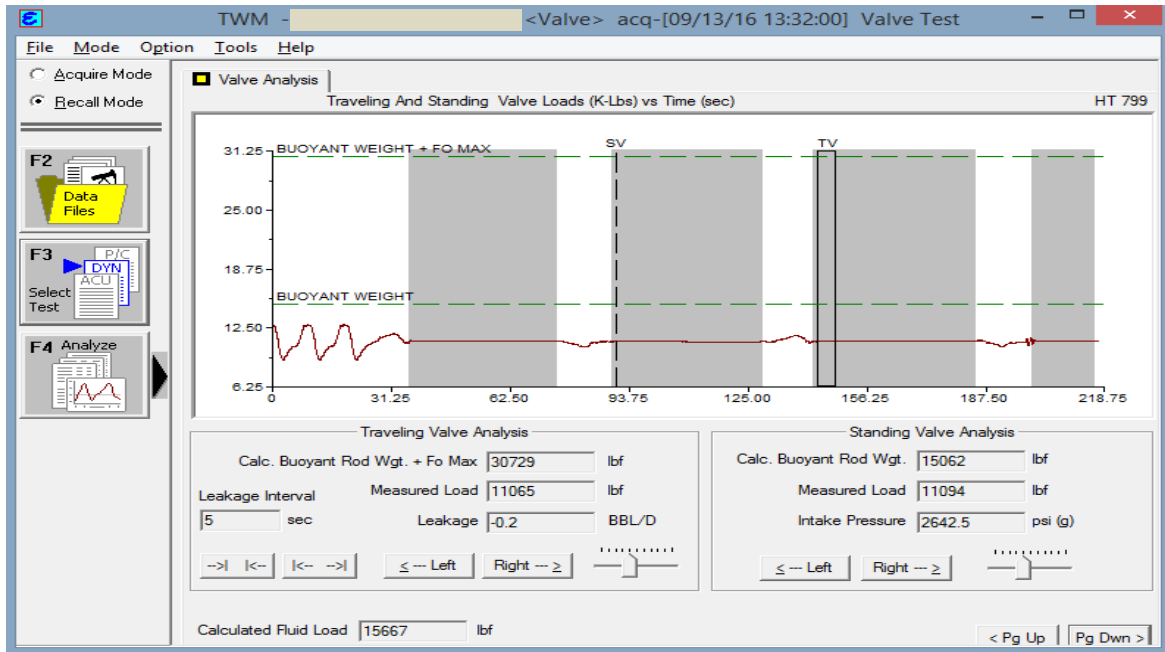 TWM - <Valve> acq-[09/13/16 13:32:00] Valve Test
File Mode Option Tools Help
Acquire Mode
Recall Mode
F2
Data
Files
F3
P/C
DYN
ACU
Select
Test
F4 Analyze
Valve Analysis
Traveling And Standing Valve Loads (K-Lbs) vs Time (sec) HT 799
SV TV
31.25 BUOYANT WEIGHT + FO MAX
25.00
18.75
BUOYANT WEIGHT
12.50
6.25
0 31.25 62.50 93.75 125.00 156.25 187.50 218.75
Traveling Valve Analysis
Calc. Buoyant Rod Wgt. + Fo Max 30729 lbf
Leakage Interval Measured Load 11065 lbf
5 sec Leakage -0.2 BBL/D
-->| |<-- |<-- -->| < --- Left Right --- >
Standing Valve Analysis
Calc. Buoyant Rod Wgt. 15062 lbf
Measured Load 11094 lbf
Intake Pressure 2642.5 psi (g)
< --- Left Right --- >
Calculated Fluid Load 15667 lbf
< Pg Up Pg Dwn >